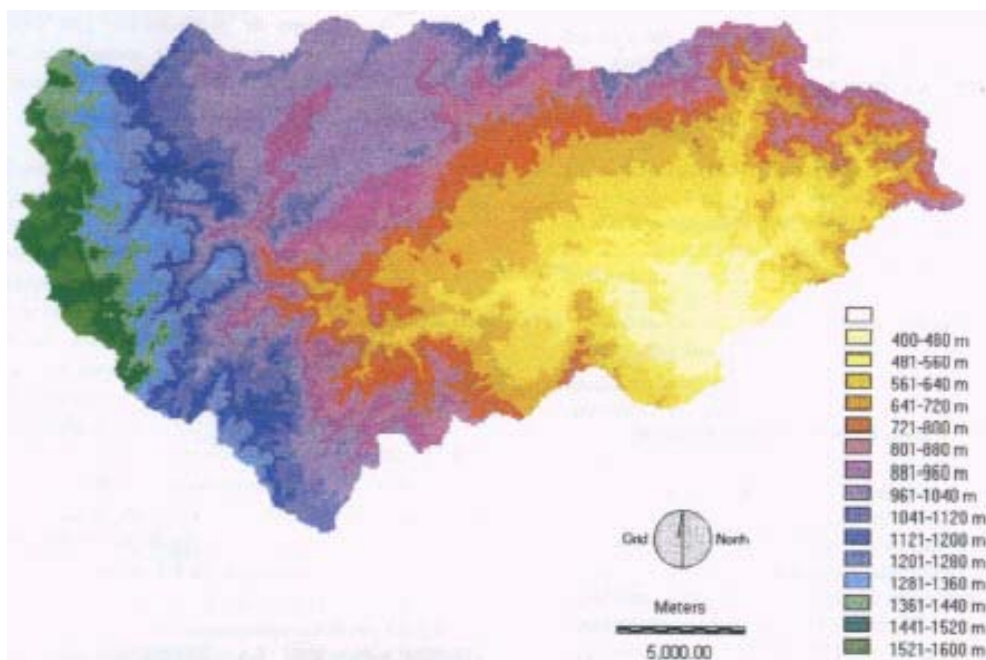 400-480 m
481-560 m
561-640 m
641-720 m
721-800 m
801-880 m
881-960 m
961-1040 m
1041-1120 m
1121-1200 m
1201-1280 m
1281-1360 m
1361-1440 m
1441-1520 m
1521-1600 m
Grid North
Meters
5,000.00